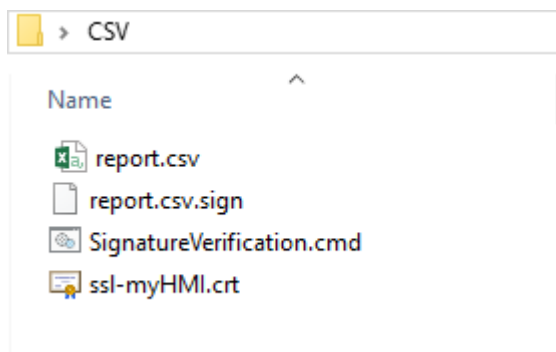 CSV
Name
report.csv
report.csv.sign
SignatureVerification.cmd
ssl-myHMI.crt